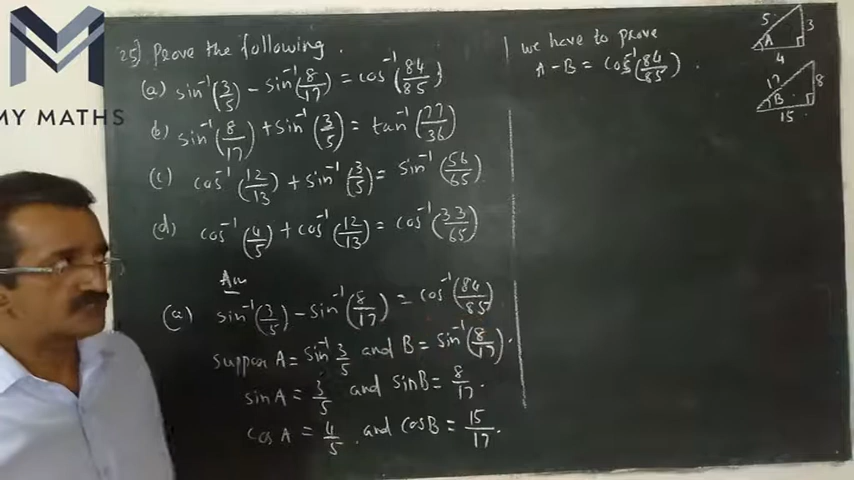 MY MATHS
25) Prove the following.
(a) sin⁻¹(3/5) - sin⁻¹(8/17) = cos⁻¹(84/85)
(b) sin⁻¹(8/17) + sin⁻¹(3/5) = tan⁻¹(77/36)
(c) cos⁻¹(12/13) + sin⁻¹(3/5) = sin⁻¹(56/65)
(d) cos⁻¹(4/5) + cos⁻¹(12/13) = cos⁻¹(33/65)
Ans
(a) sin⁻¹(3/5) - sin⁻¹(8/17) = cos⁻¹(84/85)
suppose A = sin⁻¹ 3/5 and B = sin⁻¹(8/17).
sin A = 3/5 and sin B = 8/17.
cos A = 4/5. and cos B = 15/17.
we have to prove
A - B = cos⁻¹(84/85).
5 3
A
4
17 8
B
15